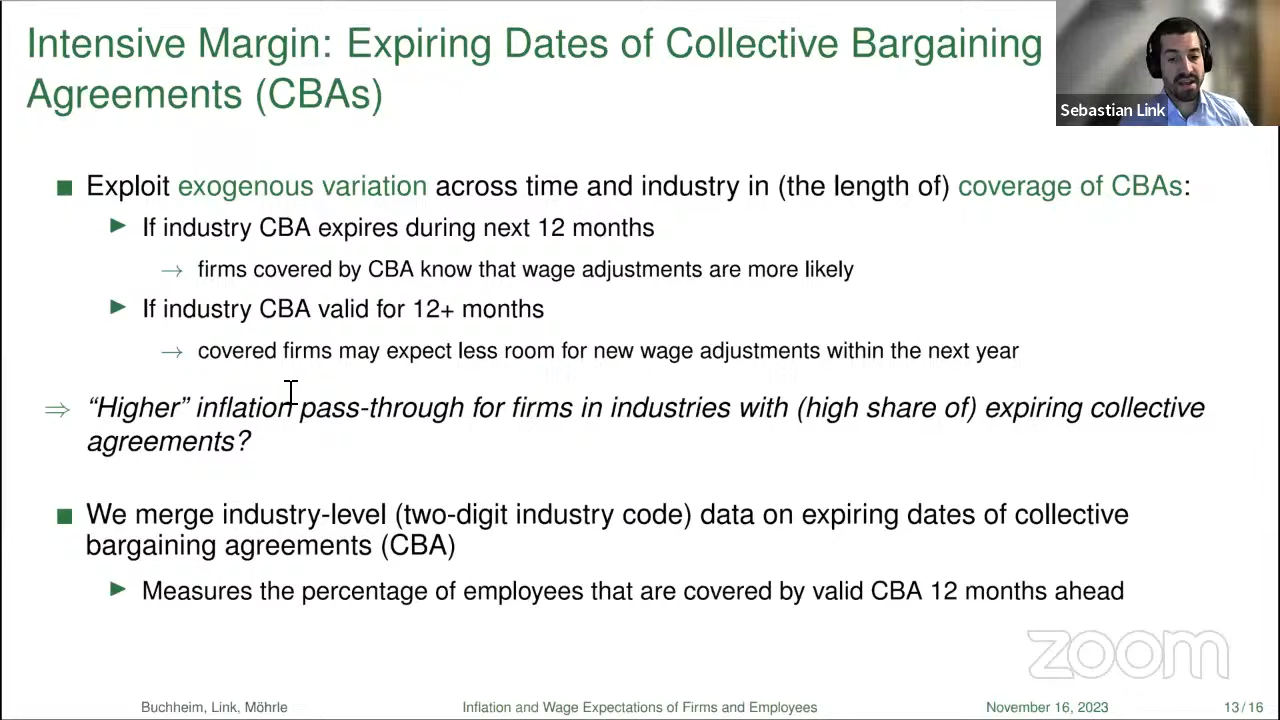 Intensive Margin: Expiring Dates of Collective Bargaining
Agreements (CBAs)
Sebastian Link
■ Exploit exogenous variation across time and industry in (the length of) coverage of CBAs:
▶ If industry CBA expires during next 12 months
→ firms covered by CBA know that wage adjustments are more likely
▶ If industry CBA valid for 12+ months
→ covered firms may expect less room for new wage adjustments within the next year
⇒ “Higher” inflation pass-through for firms in industries with (high share of) expiring collective
agreements?
■ We merge industry-level (two-digit industry code) data on expiring dates of collective
bargaining agreements (CBA)
▶ Measures the percentage of employees that are covered by valid CBA 12 months ahead
zoom
Buchheim, Link, Möhrle Inflation and Wage Expectations of Firms and Employees November 16, 2023 13 / 16